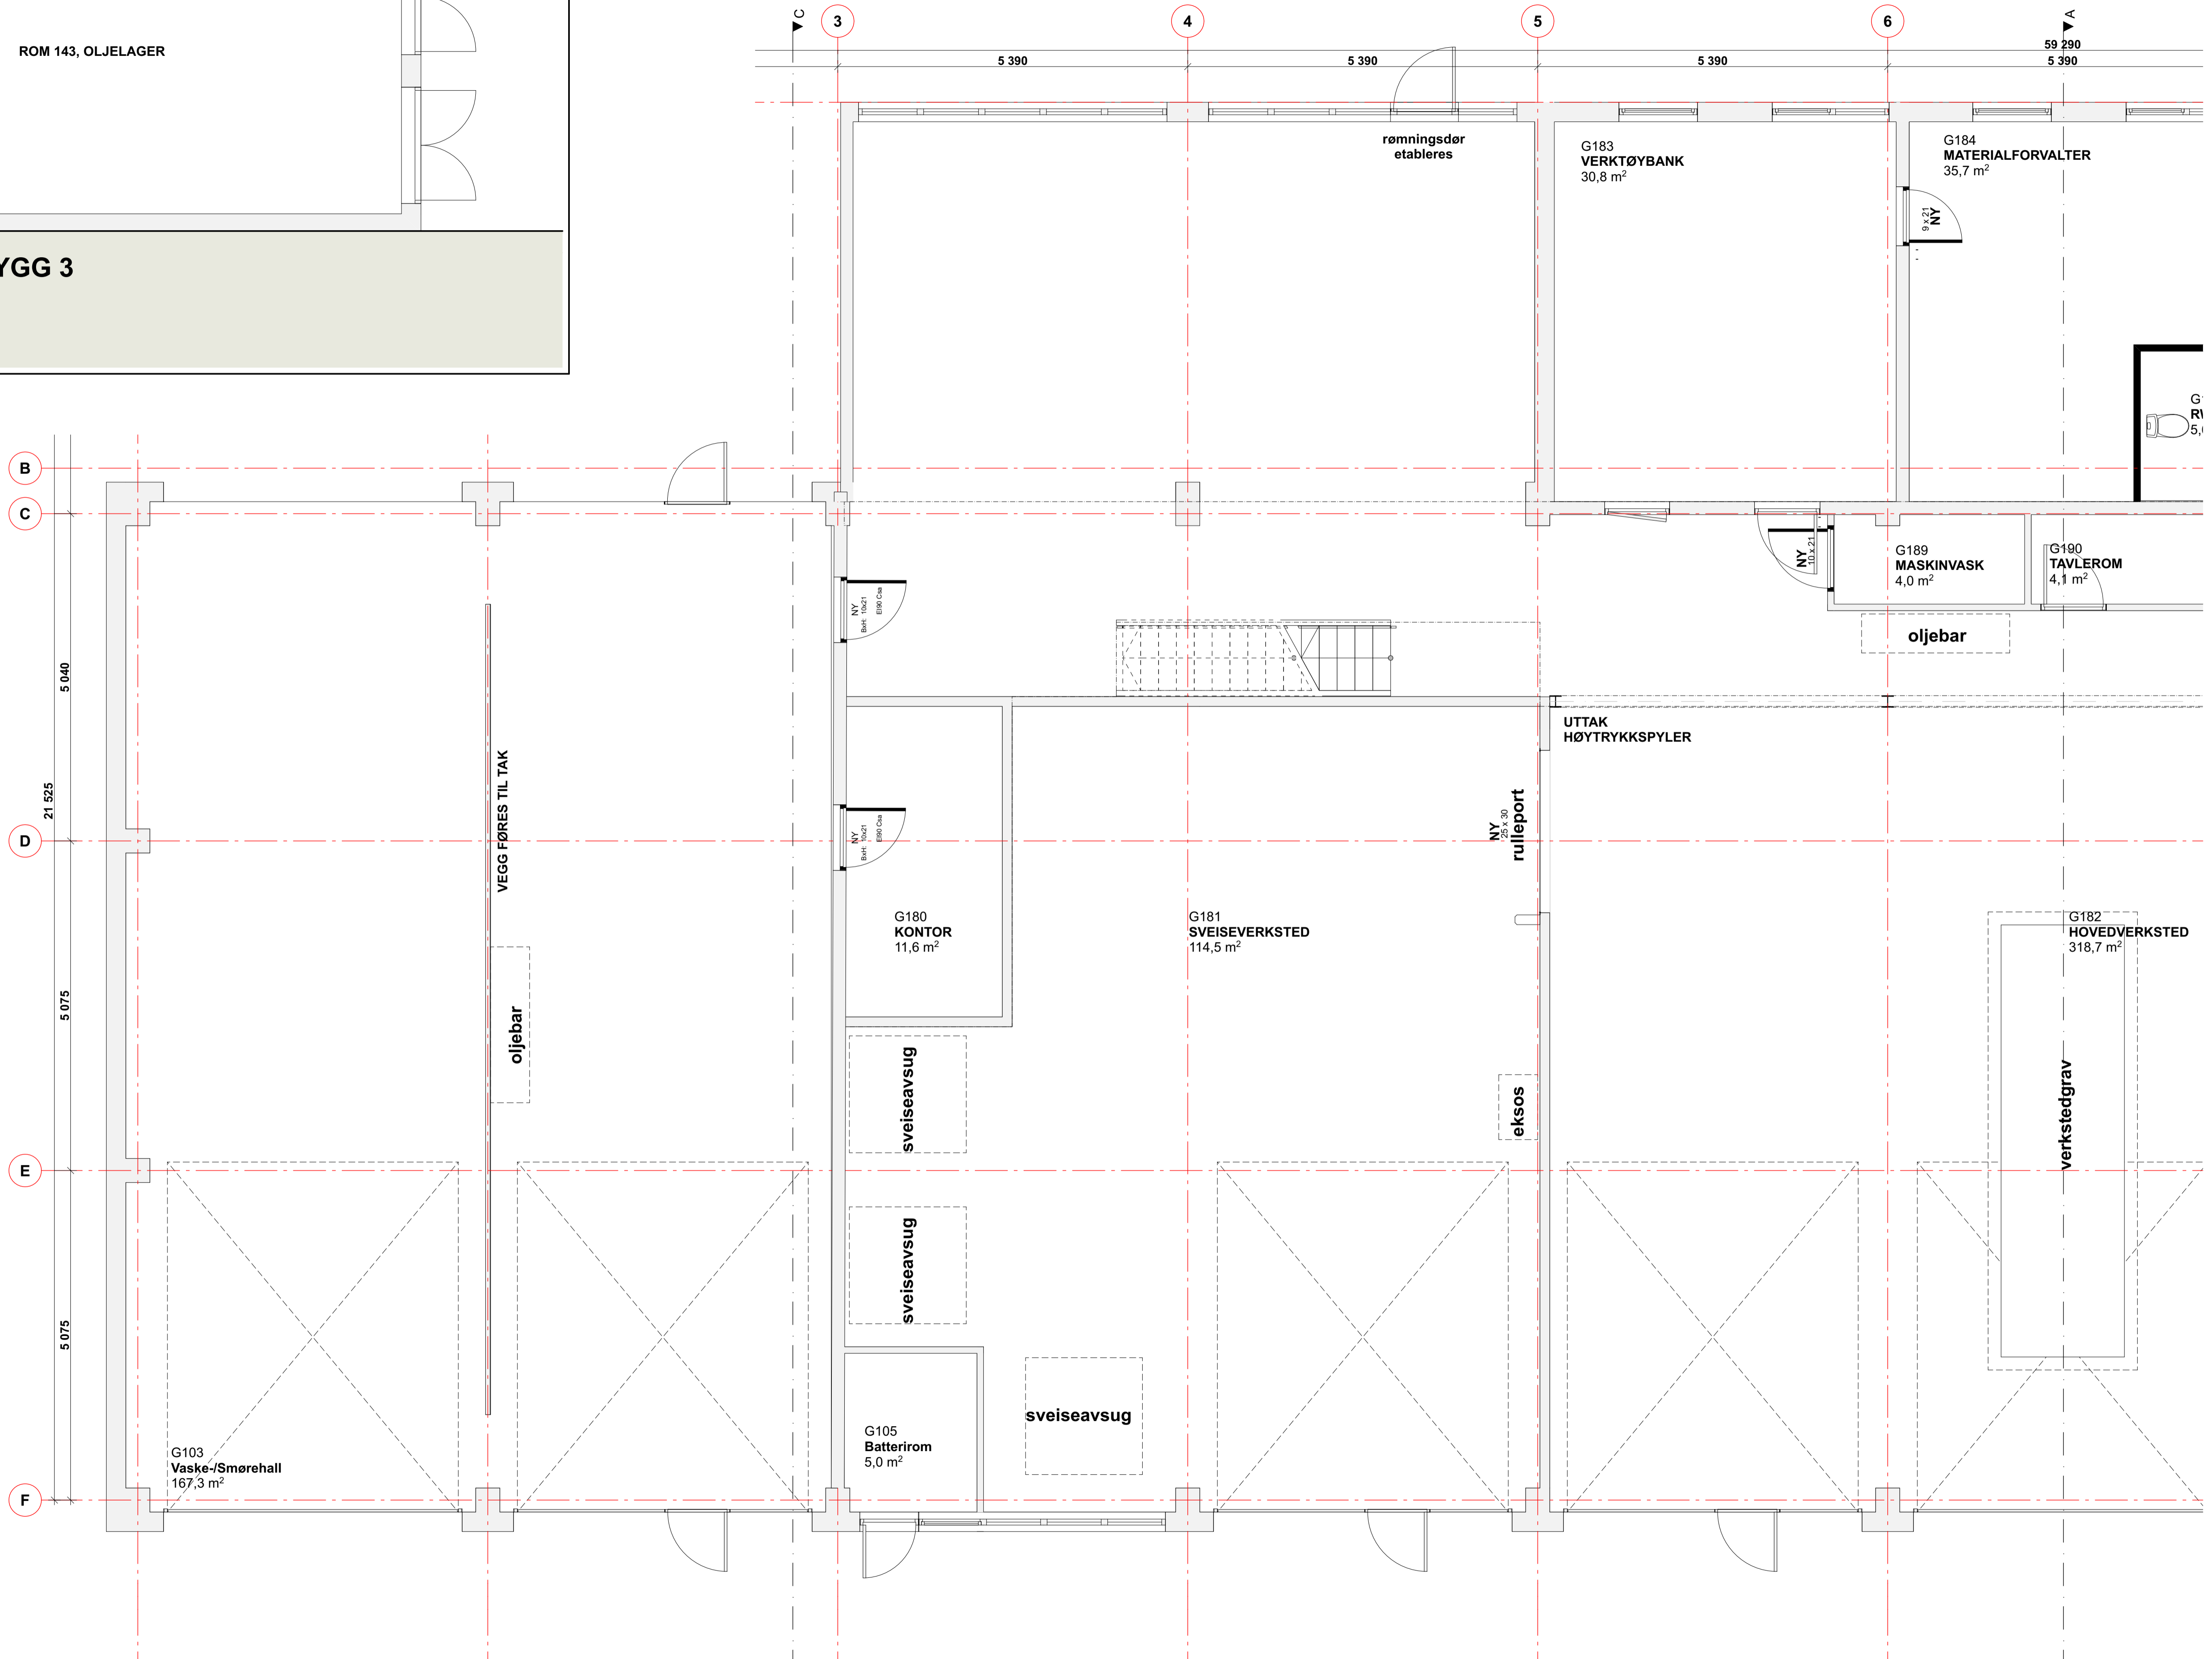 ROM 143, OLJELAGER
YGG 3
C
3
4
5
6
A
59 290
5 390
5 390
5 390
5 390
rømningsdør
etableres
G183
VERKTØYBANK
30,8 m²
G184
MATERIALFORVALTER
35,7 m²
9 x 21
NY
B
C
D
E
F
5 040
21 525
5 075
5 075
VEGG FØRES TIL TAK
oljebar
NY
BxH: 10x21
EI90 Csa
NY
BxH: 10x21
EI90 Csa
NY
10 x 21
G189
MASKINVASK
4,0 m²
G190
TAVLEROM
4,1 m²
oljebar
UTTAK
HØYTRYKKSPYLER
NY
25 x 30
rulleport
G180
KONTOR
11,6 m²
G181
SVEISEVERKSTED
114,5 m²
G182
HOVEDVERKSTED
318,7 m²
sveiseavsug
eksos
verkstedgrav
sveiseavsug
sveiseavsug
G105
Batterirom
5,0 m²
G103
Vaske-/Smørehall
167,3 m²